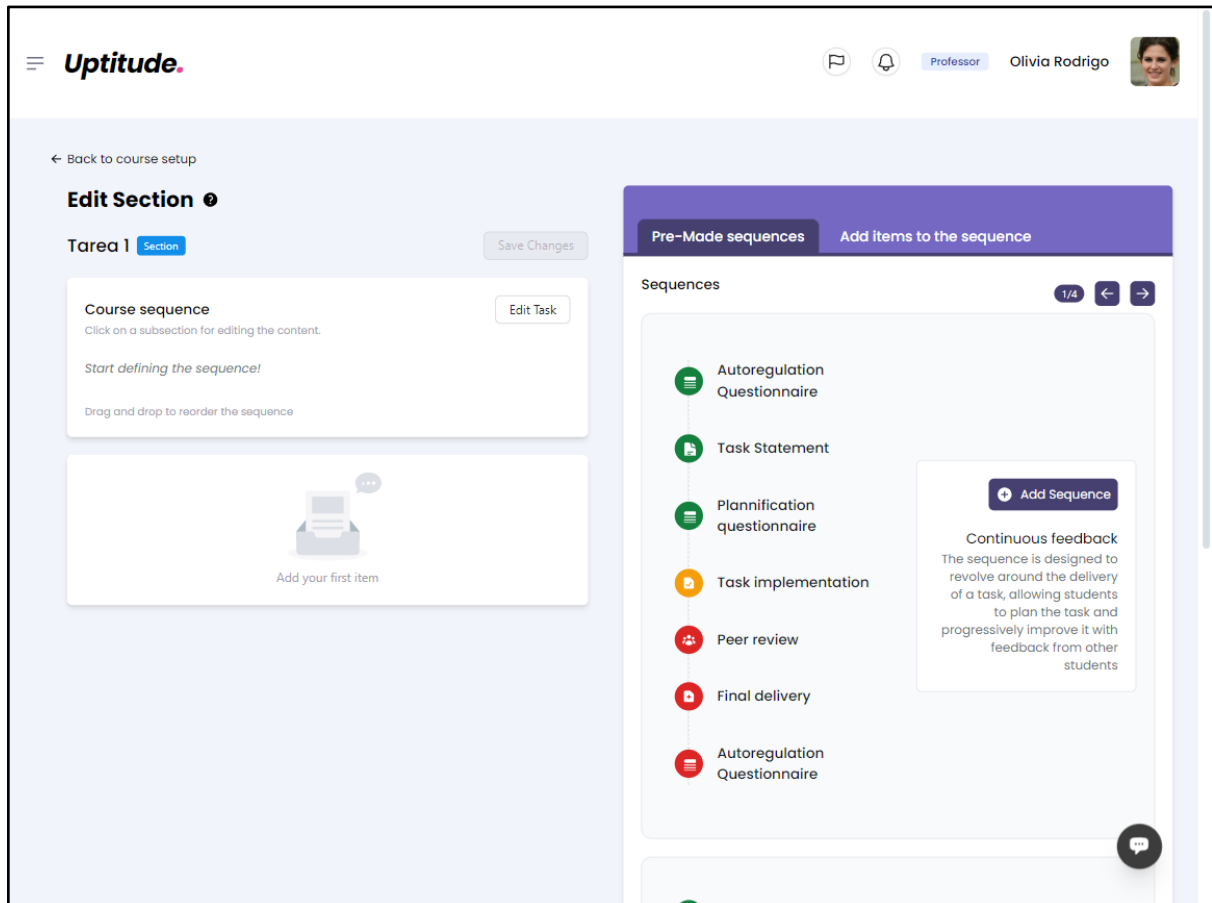 Uptitude.
Professor
Olivia Rodrigo
← Back to course setup
Edit Section ?
Tarea 1 Section
Save Changes
Course sequence
Edit Task
Click on a subsection for editing the content.
Start defining the sequence!
Drag and drop to reorder the sequence
Add your first item
Pre-Made sequences
Add items to the sequence
Sequences
1/4 ← →
Autoregulation
Questionnaire
Task Statement
Plannification
questionnaire
Task implementation
Peer review
Final delivery
Autoregulation
Questionnaire
Add Sequence
Continuous feedback
The sequence is designed to
revolve around the delivery
of a task, allowing students
to plan the task and
progressively improve it with
feedback from other
students